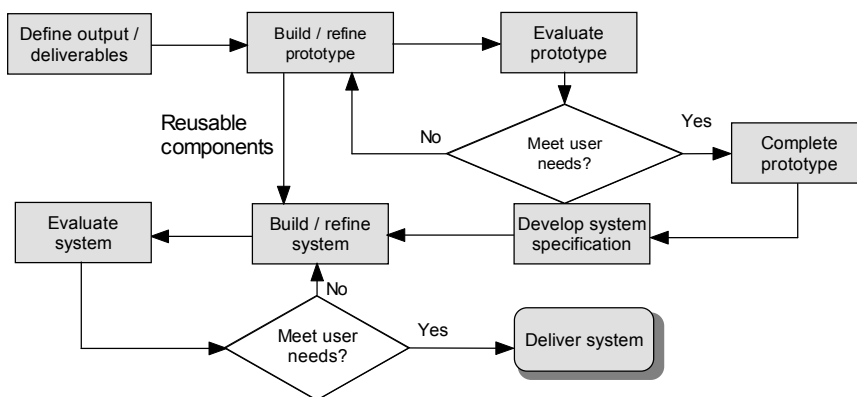 Define output /
deliverables
Build / refine
prototype
Evaluate
prototype
Reusable
components
No
Meet user
needs?
Yes
Complete
prototype
Evaluate
system
Build / refine
system
Develop system
specification
No
Meet user
needs?
Yes
Deliver system